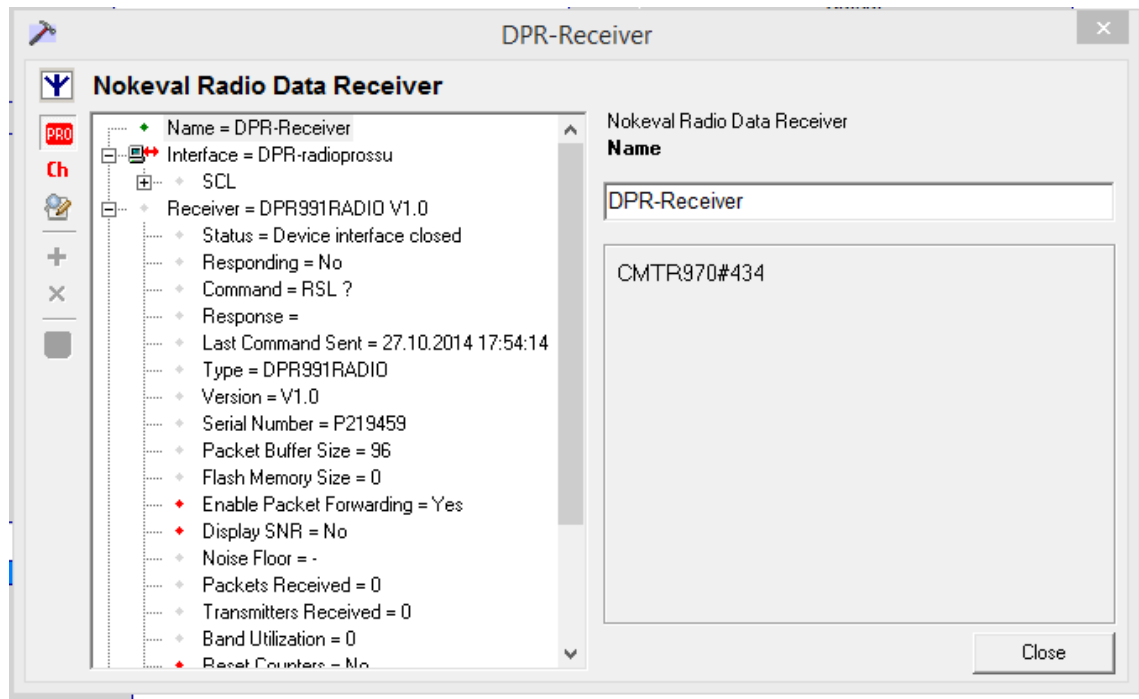 DPR-Receiver
Nokeval Radio Data Receiver
PRO
Ch
Name = DPR-Receiver
Interface = DPR-radioprossu
SCL
Receiver = DPR991RADIO V1.0
Status = Device interface closed
Responding = No
Command = RSL ?
Response =
Last Command Sent = 27.10.2014 17:54:14
Type = DPR991RADIO
Version = V1.0
Serial Number = P219459
Packet Buffer Size = 96
Flash Memory Size = 0
Enable Packet Forwarding = Yes
Display SNR = No
Noise Floor = -
Packets Received = 0
Transmitters Received = 0
Band Utilization = 0
Reset Counters = No
Nokeval Radio Data Receiver
Name
DPR-Receiver
CMTR970#434
Close